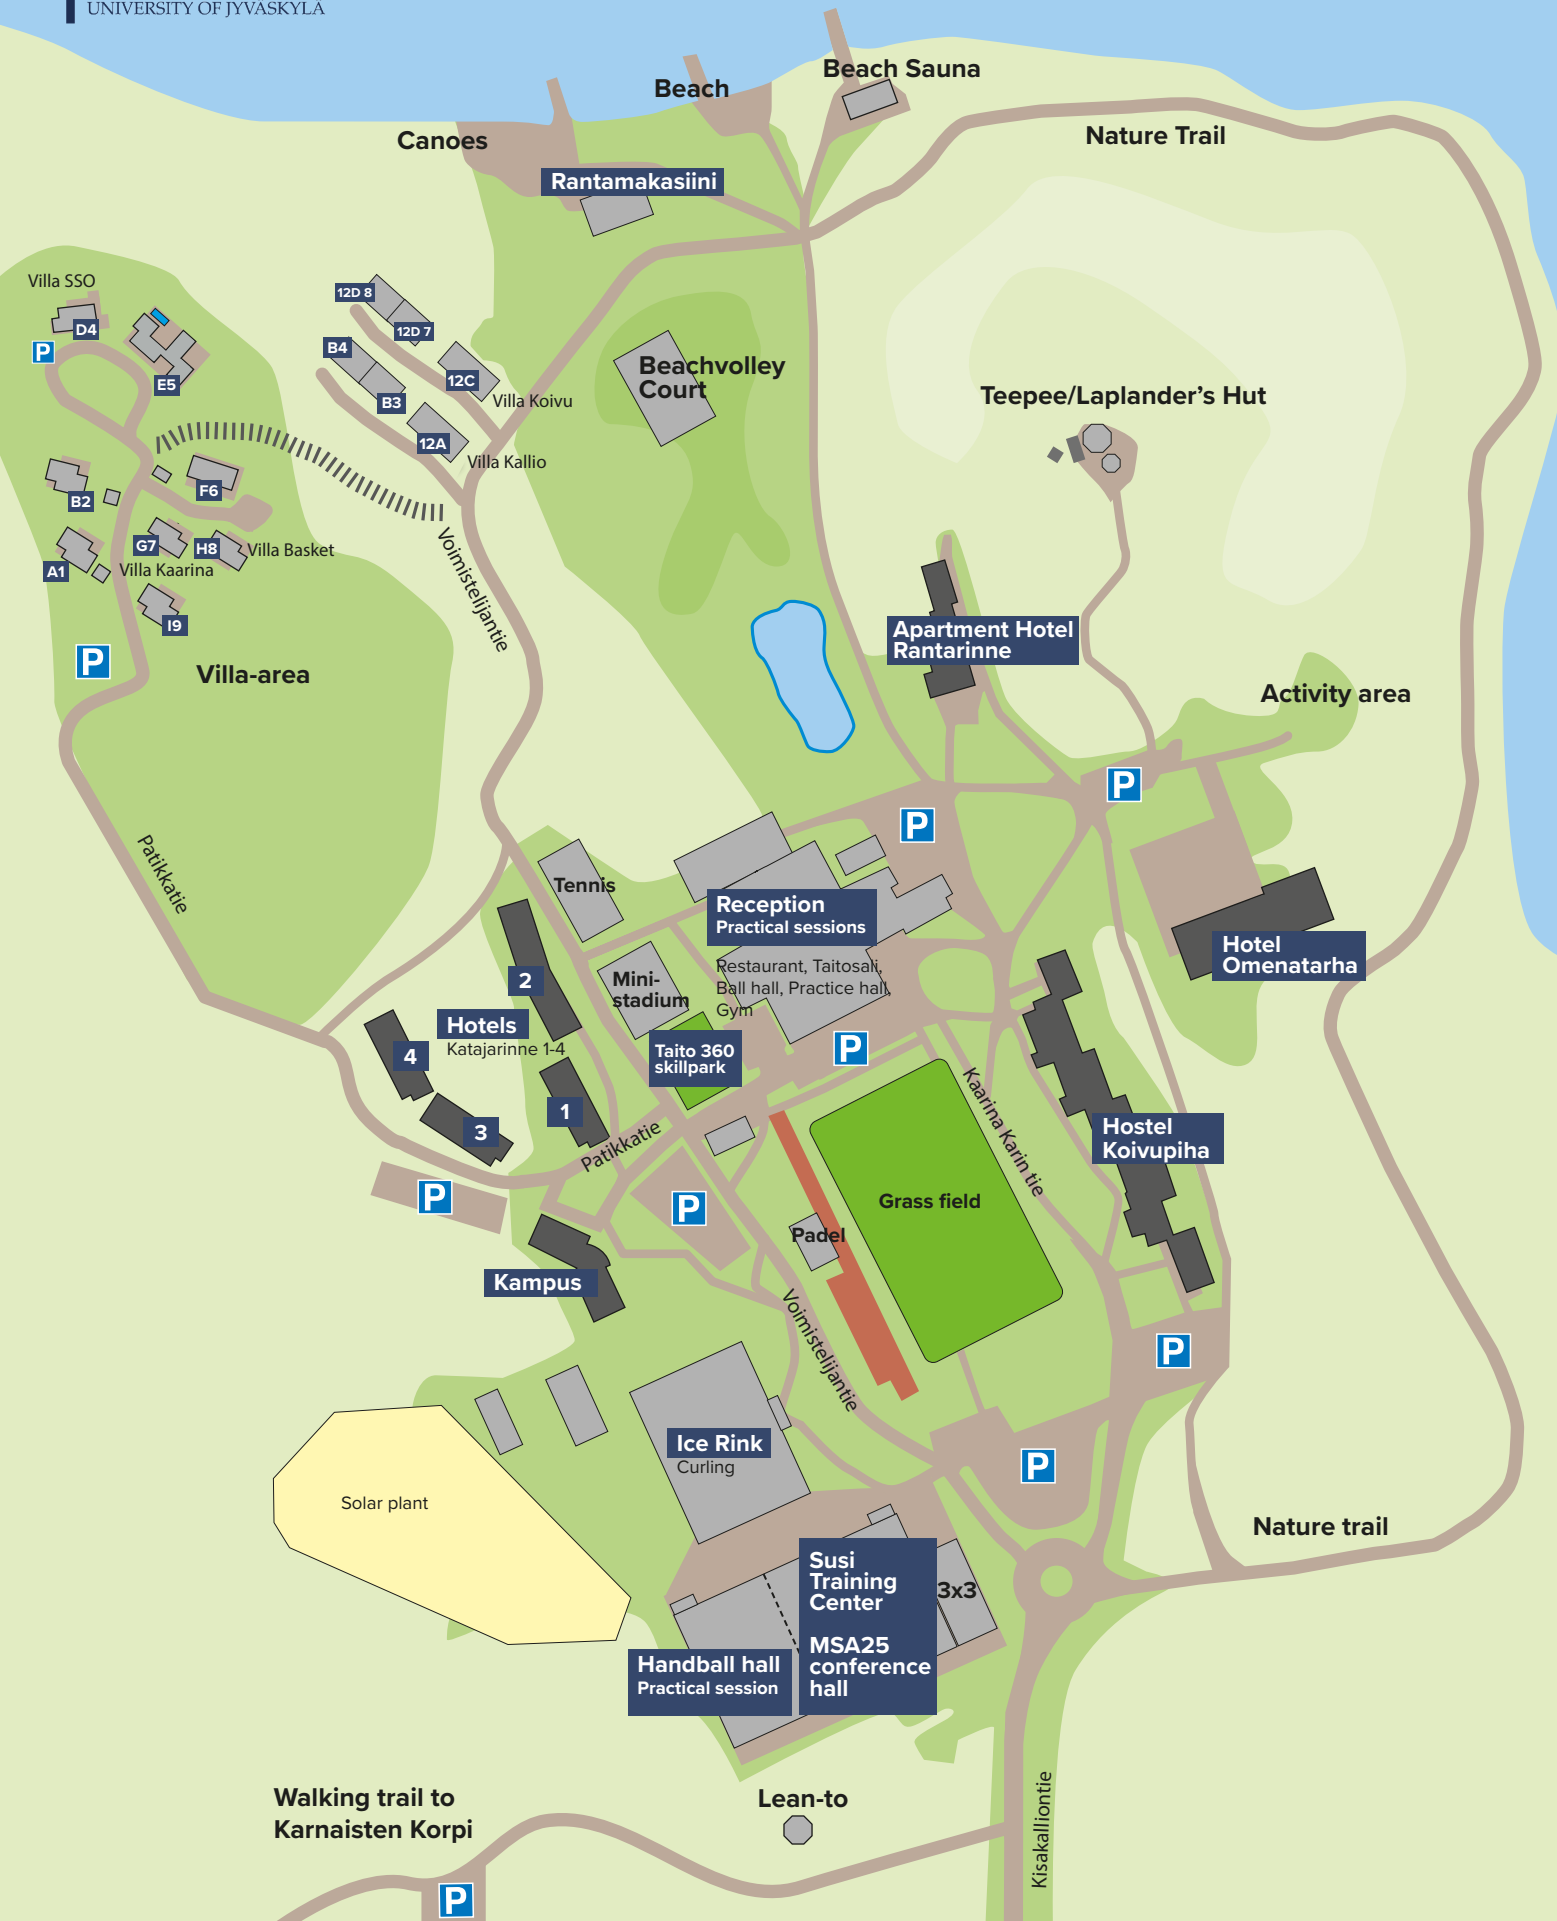 UNIVERSITY OF JYVÄSKYLÄ
Beach Sauna
Beach
Nature Trail
Canoes
Rantamakasiini
Villa SSO
12D 8
D4
12D 7
P
B4
E5
12C
B3
Villa Koivu
12A
Villa Kallio
Beachvolley
Court
Teepee/Laplander's Hut
F6
B2
G7
H8
Villa Basket
A1
Villa Kaarina
I9
Voimistelijantie
P
Villa-area
Apartment Hotel
Rantarinne
Activity area
P
P
Patikkatie
Tennis
Reception
Practical sessions
Restaurant, Taitosali,
Ball hall, Practice hall,
Gym
Hotel
Omenatarha
2
Mini-
stadium
Hotels
Katajarinne 1-4
4
Taito 360
skillpark
P
1
3
Patikkatie
Kaarina Karin tie
Hostel
Koivupiha
P
P
Grass field
Padel
Kampus
Voimistelijantie
P
Ice Rink
Curling
P
Solar plant
Nature trail
Susi
Training
Center
MSA25
conference
hall
3x3
Handball hall
Practical session
Walking trail to
Karnaisten Korpi
Lean-to
Kisakalliontie
P